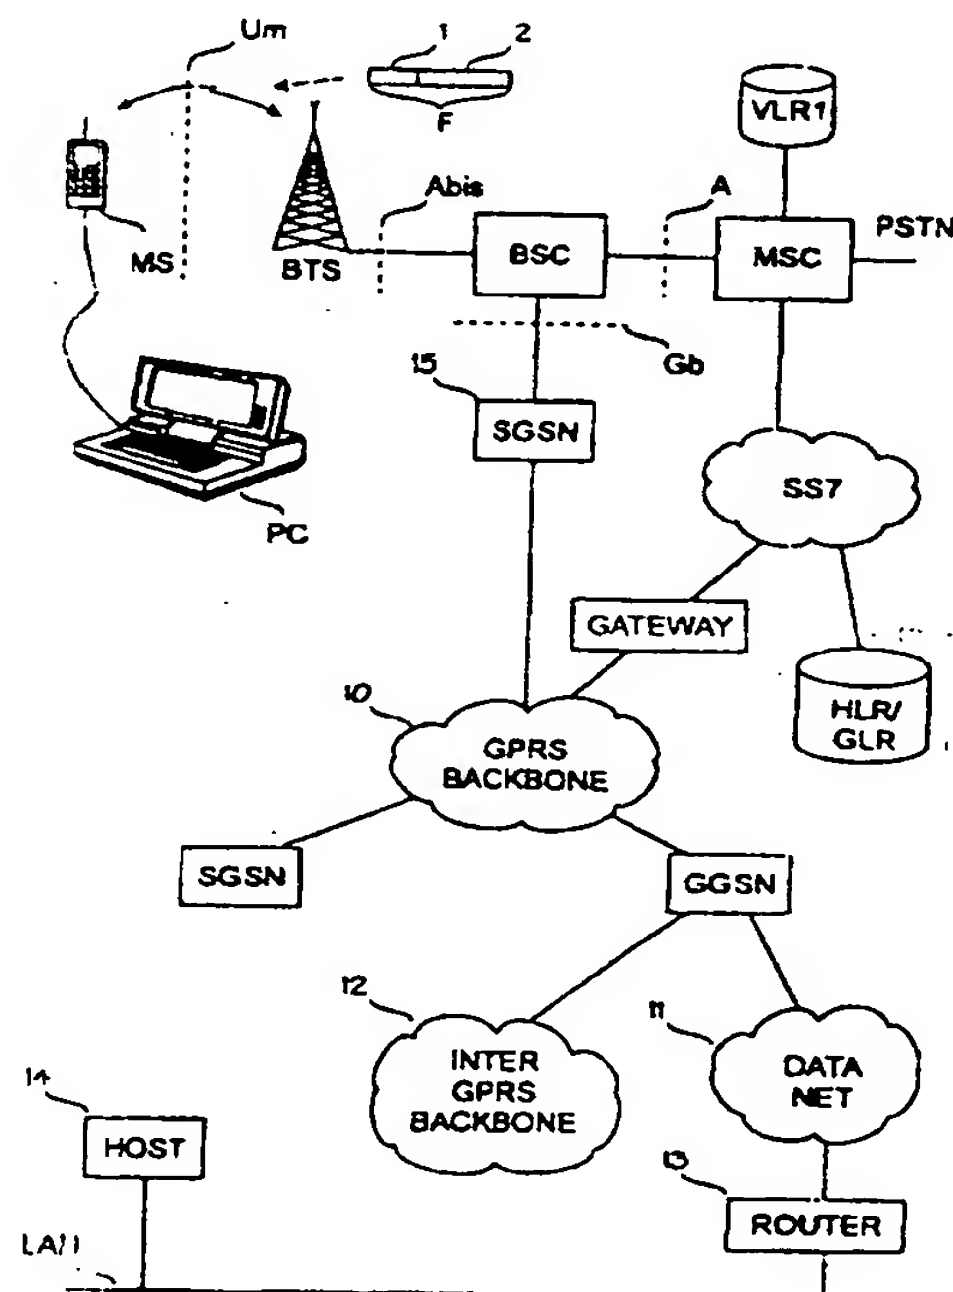 Um
1
2
F
VLR1
Abis
A
PSTN
MS
BTS
BSC
MSC
Gb
15
SGSN
SS7
PC
GATEWAY
10
HLR/
GLR
GPRS
BACKBONE
SGSN
GGSN
12
11
INTER
GPRS
BACKBONE
DATA
NET
14
HOST
13
ROUTER
LAN